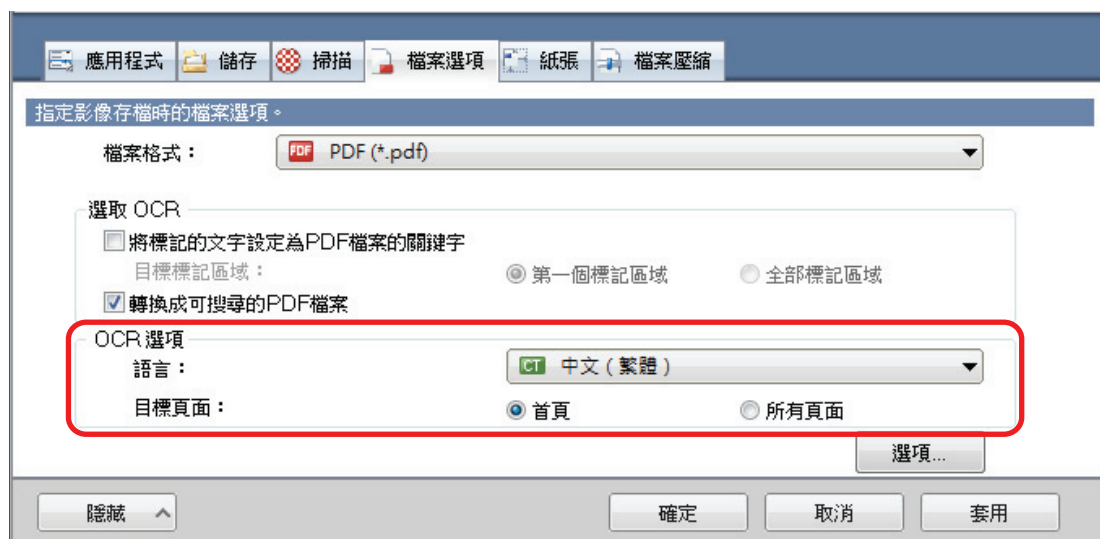 應用程式 儲存 掃描 檔案選項 紙張 檔案壓縮
指定影像存檔時的檔案選項。
檔案格式： PDF PDF (*.pdf)
選取 OCR
將標記的文字設定為PDF檔案的關鍵字
目標標記區域： 第一個標記區域 全部標記區域
轉換成可搜尋的PDF檔案
OCR 選項
語言： CT 中文 ( 繁體 )
目標頁面： 首頁 所有頁面
選項...
隱藏 確定 取消 套用